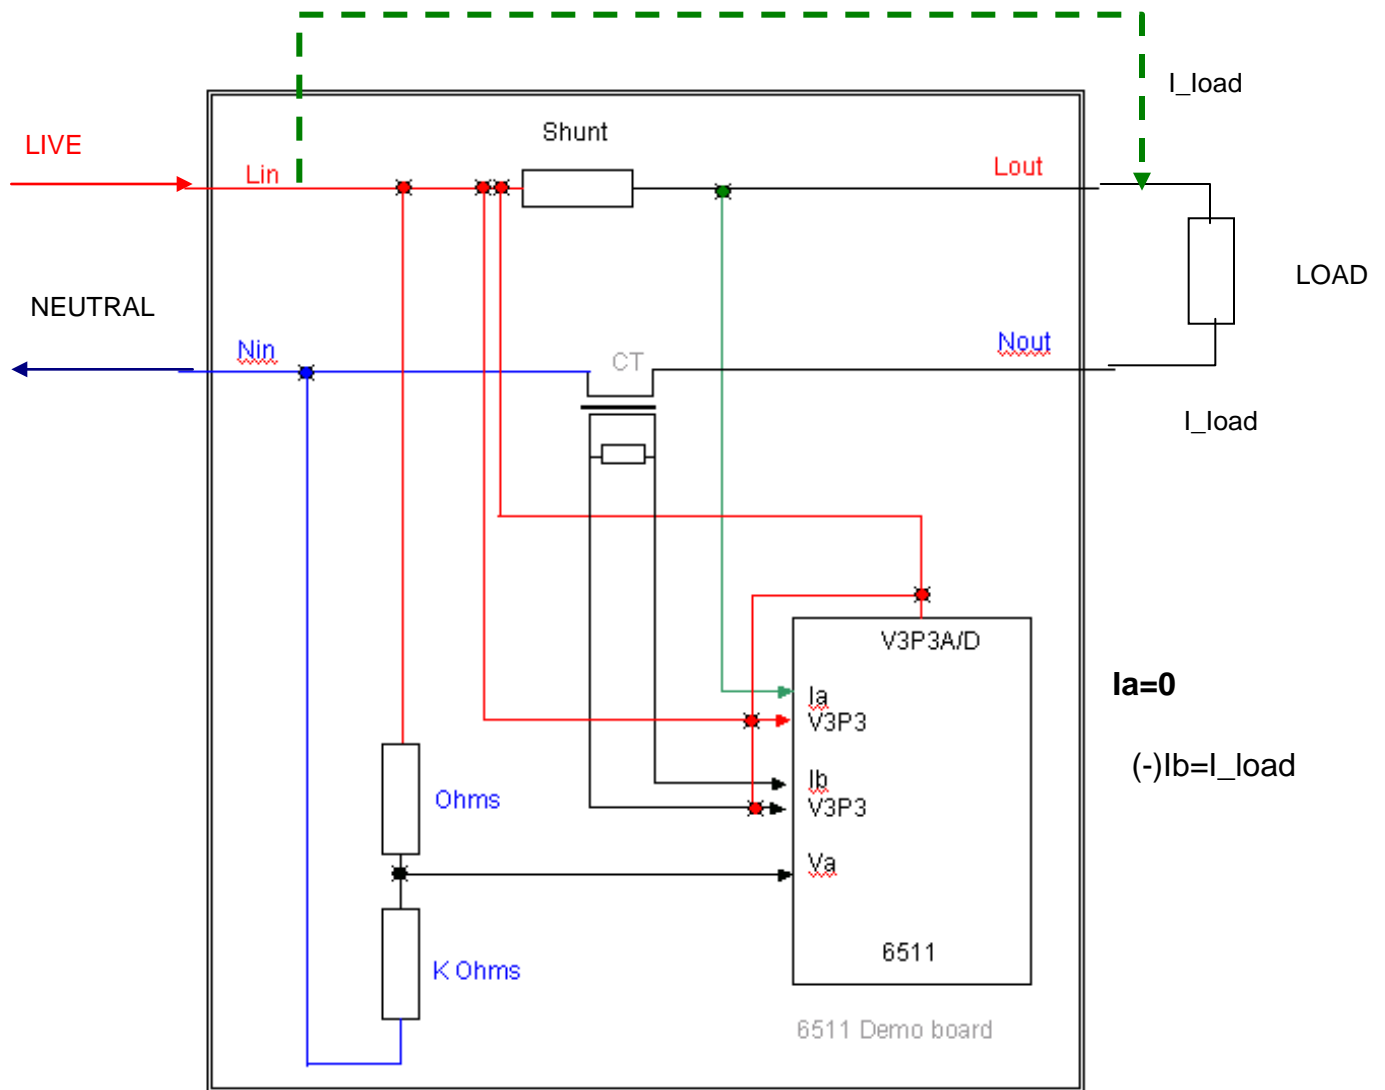 I_load
Shunt
LIVE
Lin
Lout
LOAD
NEUTRAL
Nin
CT
Nout
I_load
V3P3A/D
Ia
V3P3
Ia=0
Ib
V3P3
(-)Ib=I_load
Ohms
Va
6511
K Ohms
6511 Demo board